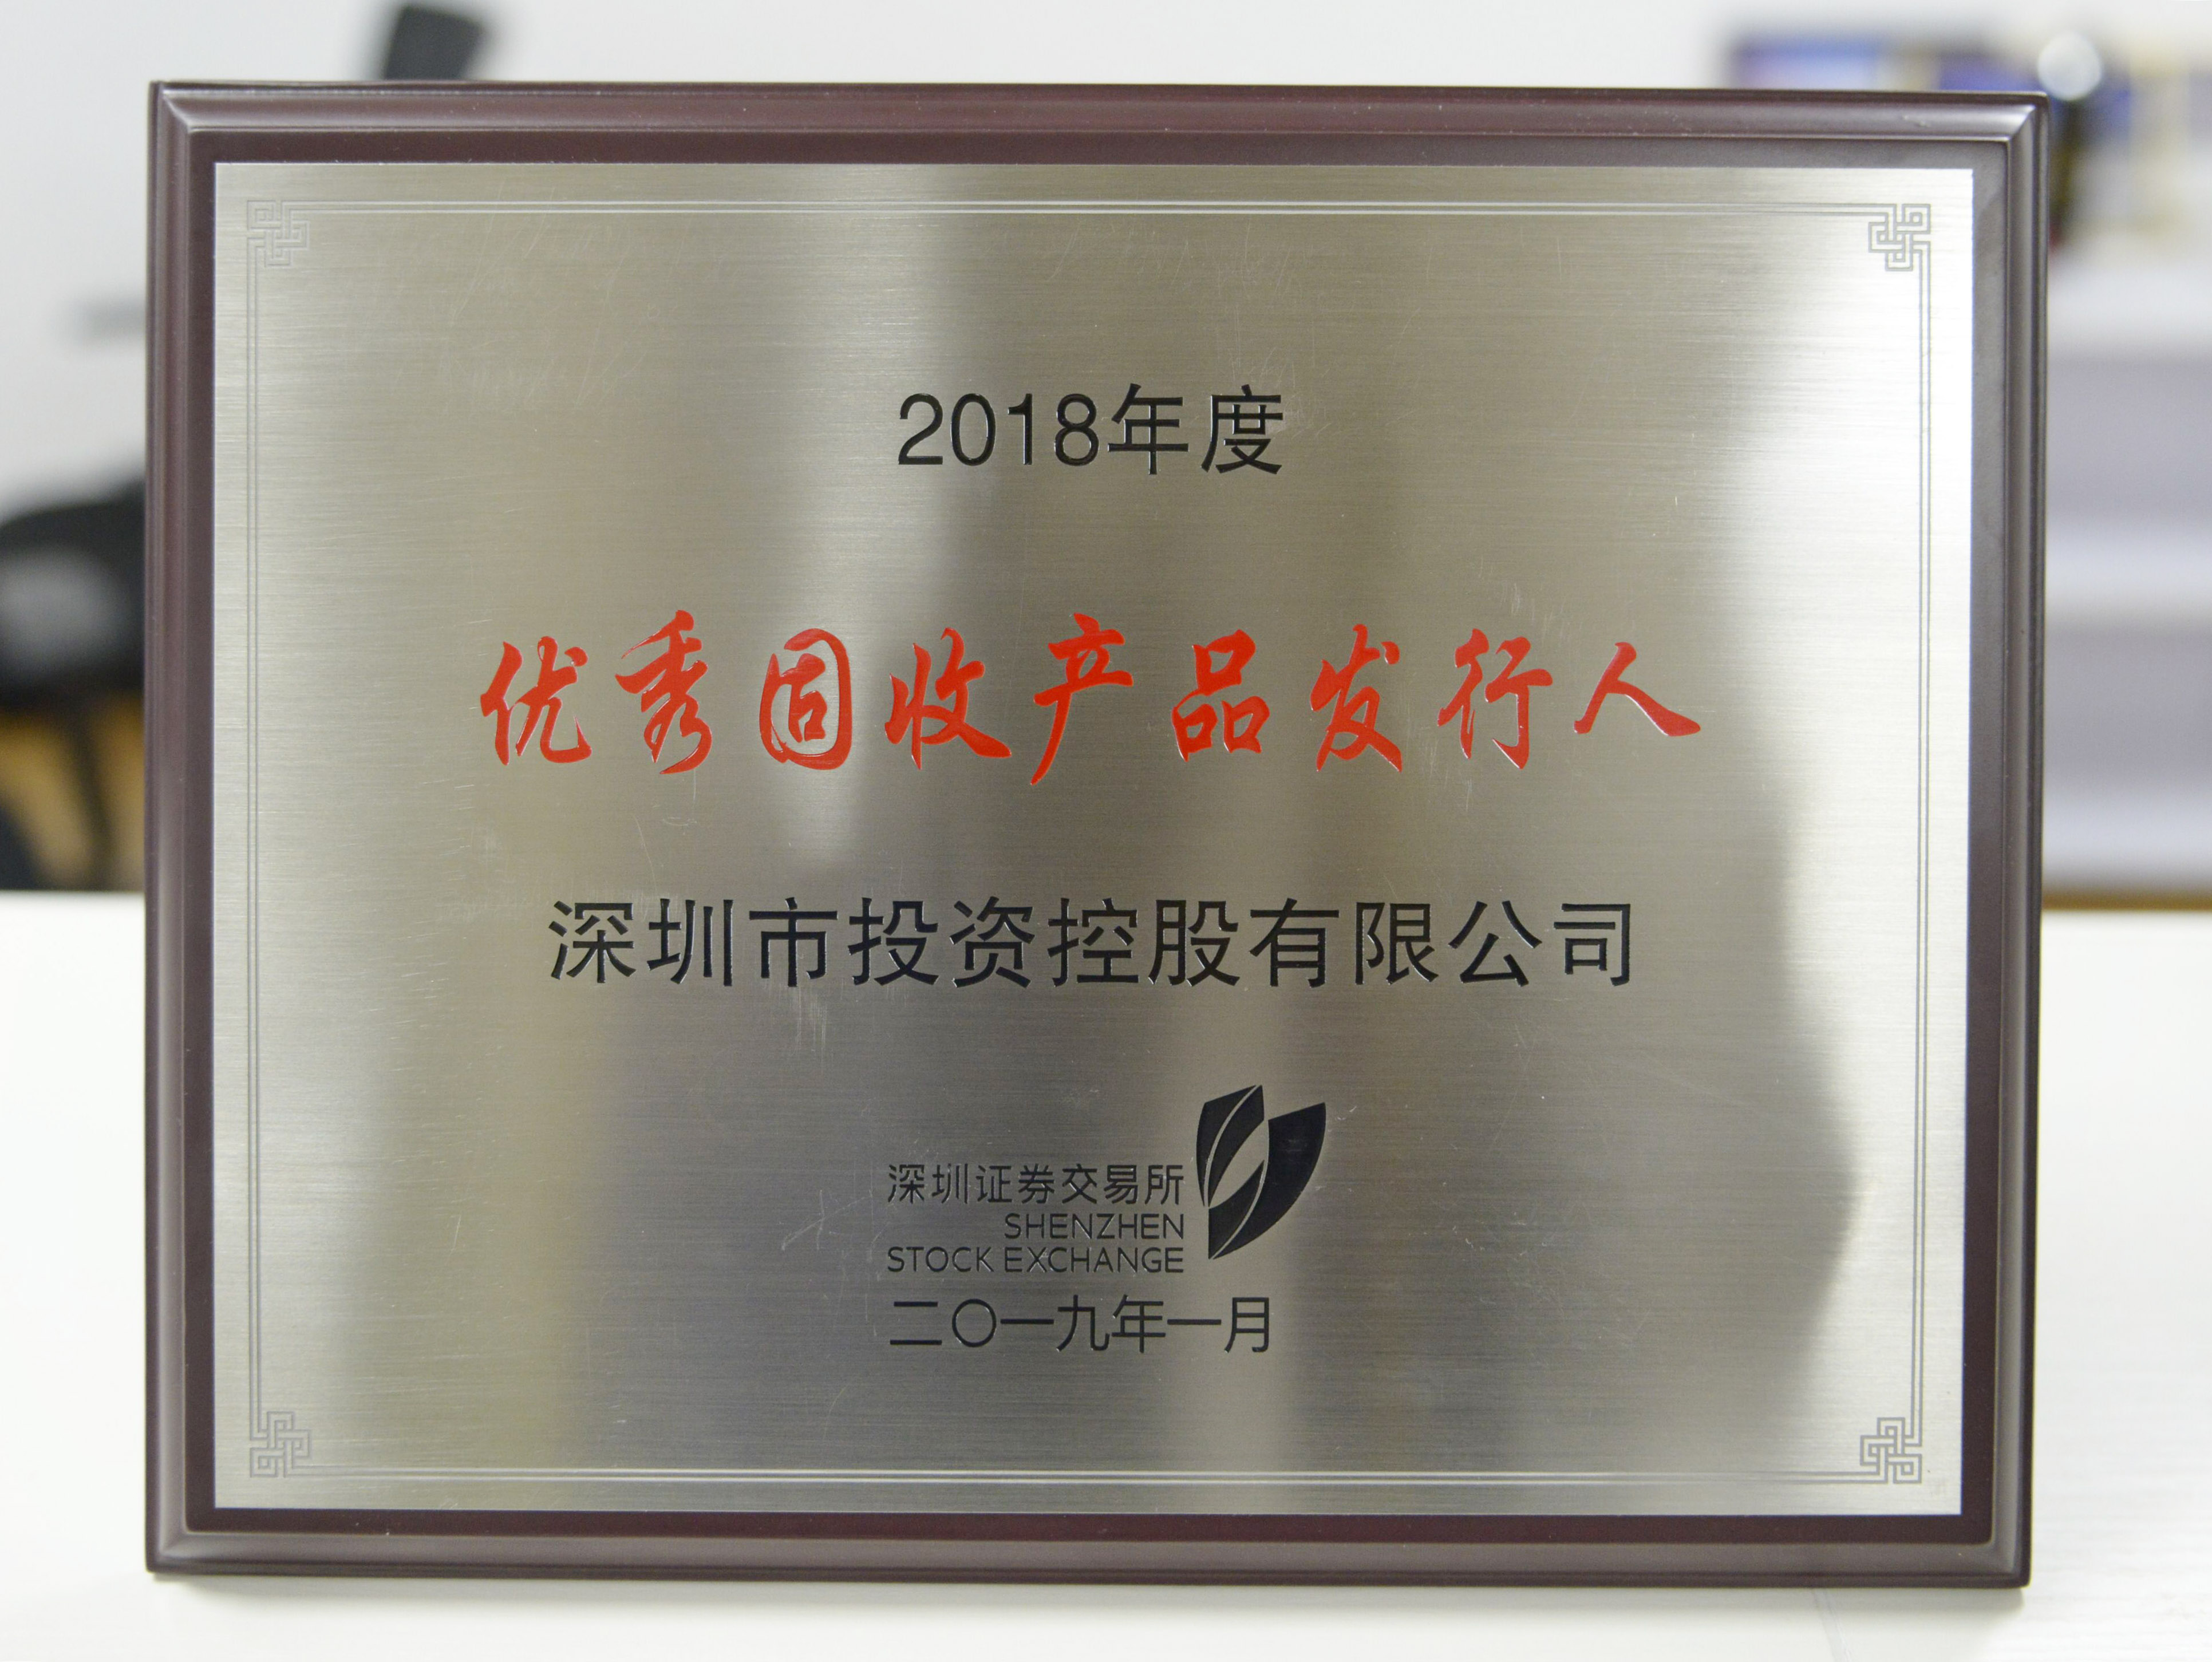 2018年度
优秀固收产品发行人
深圳市投资控股有限公司
深圳证券交易所
SHENZHEN
STOCK EXCHANGE
二〇一九年一月